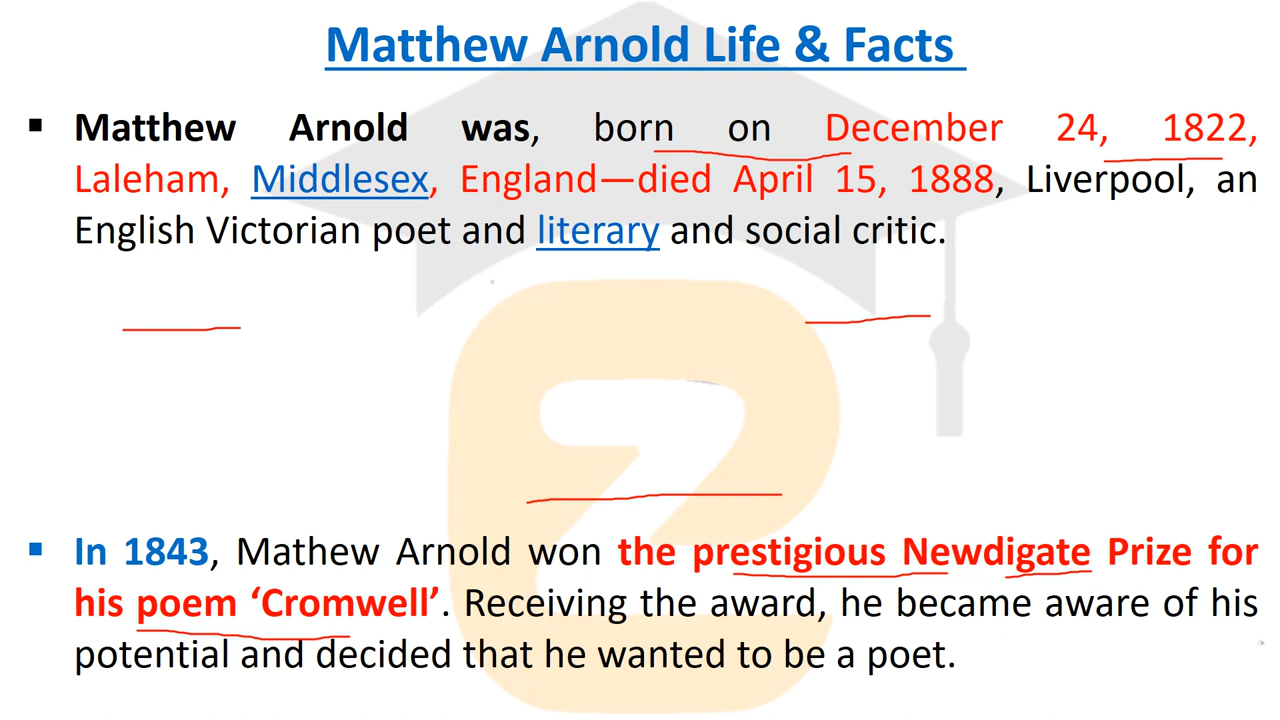 Matthew Arnold Life & Facts
▪ Matthew Arnold was, born on December 24, 1822,
Laleham, Middlesex, England—died April 15, 1888, Liverpool, an
English Victorian poet and literary and social critic.
▪ In 1843, Mathew Arnold won the prestigious Newdigate Prize for
his poem ‘Cromwell’. Receiving the award, he became aware of his
potential and decided that he wanted to be a poet.